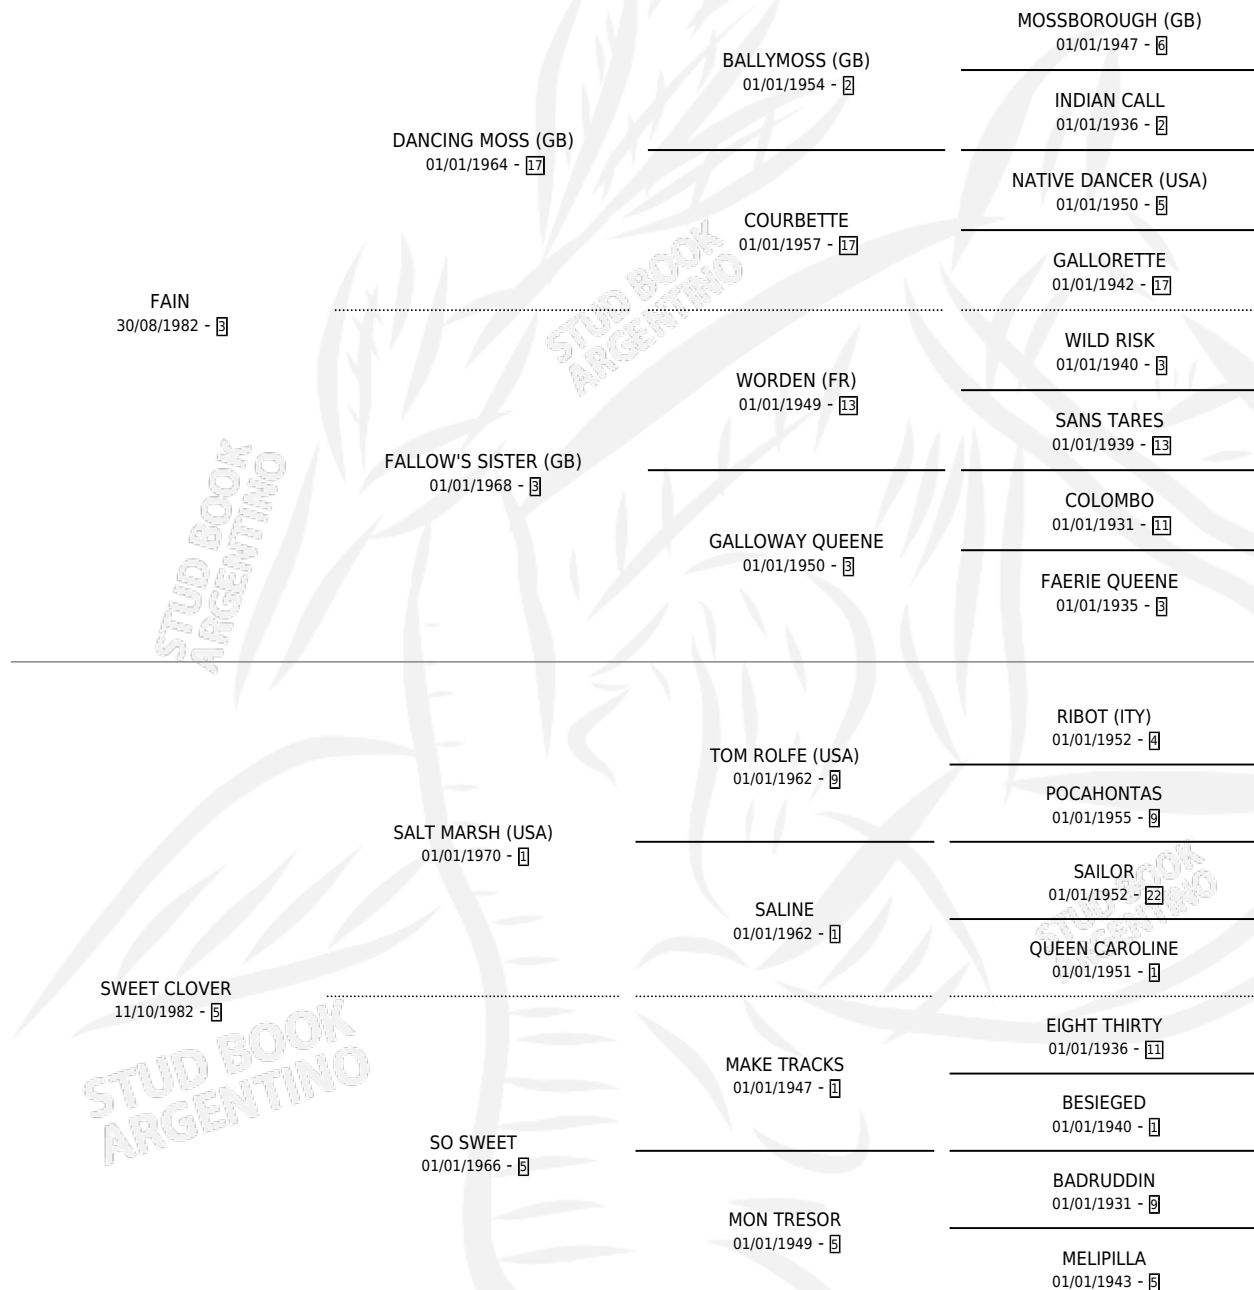 MOSSBOROUGH (GB)
01/01/1947 - 6
BALLYMOSS (GB)
01/01/1954 - 2
INDIAN CALL
01/01/1936 - 2
DANCING MOSS (GB)
01/01/1964 - 17
NATIVE DANCER (USA)
01/01/1950 - 5
COURBETTE
01/01/1957 - 17
GALLORETTE
01/01/1942 - 17
FAIN
30/08/1982 - 3
WILD RISK
01/01/1940 - 3
WORDEN (FR)
01/01/1949 - 13
SANS TARES
01/01/1939 - 13
FALLOW'S SISTER (GB)
01/01/1968 - 3
COLOMBO
01/01/1931 - 11
GALLOWAY QUEENE
01/01/1950 - 3
FAERIE QUEENE
01/01/1935 - 3
RIBOT (ITY)
01/01/1952 - 4
TOM ROLFE (USA)
01/01/1962 - 9
POCAHONTAS
01/01/1955 - 9
SALT MARSH (USA)
01/01/1970 - 1
SAILOR
01/01/1952 - 22
SALINE
01/01/1962 - 1
QUEEN CAROLINE
01/01/1951 - 1
SWEET CLOVER
11/10/1982 - 5
EIGHT THIRTY
01/01/1936 - 11
MAKE TRACKS
01/01/1947 - 1
BESIEGED
01/01/1940 - 1
SO SWEET
01/01/1966 - 5
BADRUDDIN
01/01/1931 - 9
MON TRESOR
01/01/1949 - 5
MELIPILLA
01/01/1943 - 5
STUD BOOK
ARGENTINO
STUD BOOK
ARGENTINO
STUD BOOK
ARGENTINO
STUD BOOK
ARGENTINO